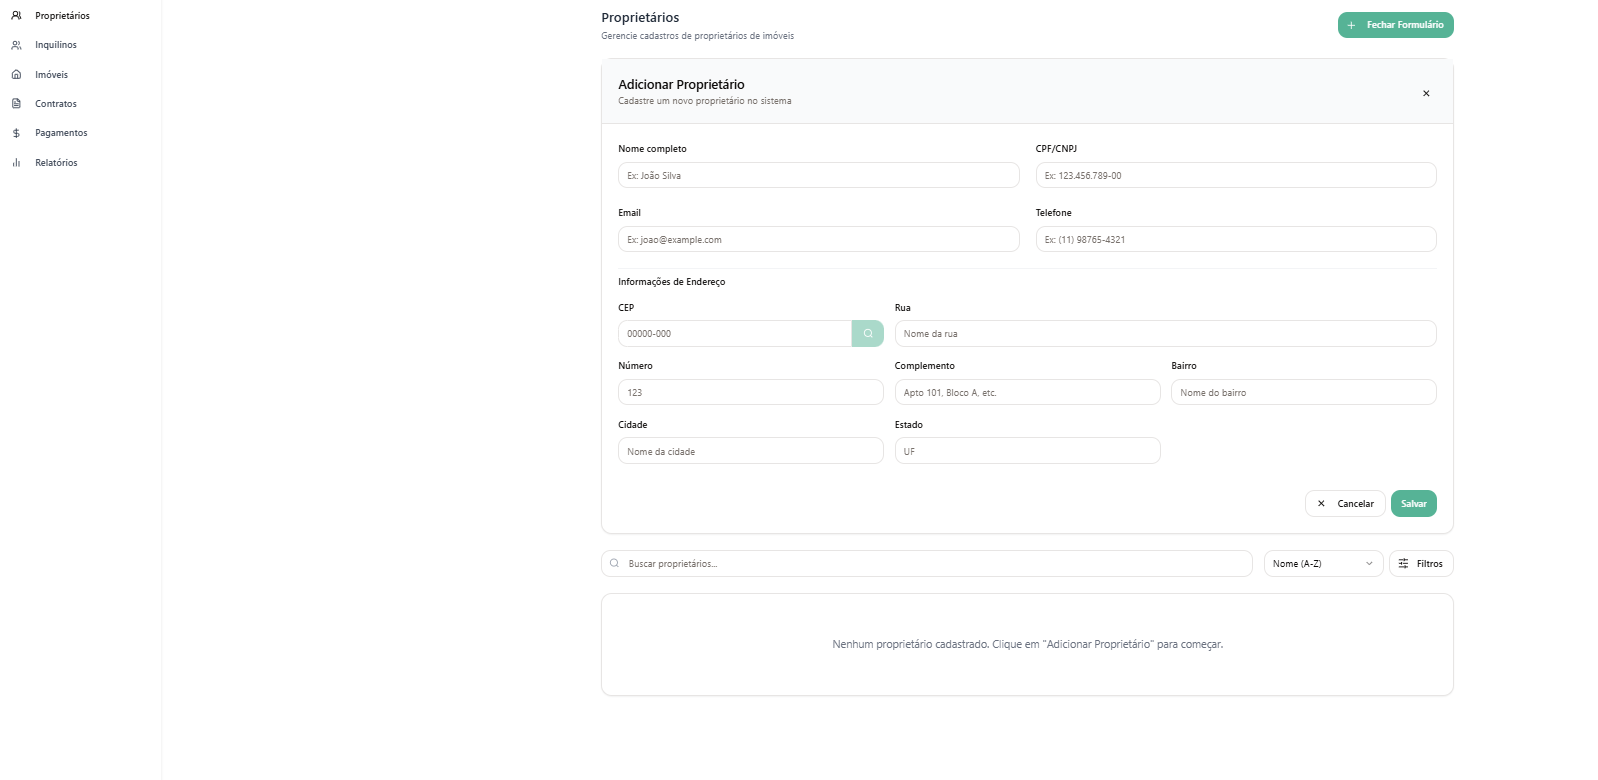 Proprietários
Inquilinos
Imóveis
Contratos
Pagamentos
Relatórios
Proprietários
Gerencie cadastros de proprietários de imóveis
Fechar Formulário
Adicionar Proprietário
Cadastre um novo proprietário no sistema
Nome completo
CPF/CNPJ
Ex: João Silva
Ex: 123.456.789-00
Email
Telefone
Ex: joao@example.com
Ex: (11) 98765-4321
Informações de Endereço
CEP
Rua
00000-000
Nome da rua
Número
Complemento
Bairro
123
Apto 101, Bloco A, etc.
Nome do bairro
Cidade
Estado
Nome da cidade
UF
Cancelar
Salvar
Buscar proprietários...
Nome (A-Z)
Filtros
Nenhum proprietário cadastrado. Clique em "Adicionar Proprietário" para começar.